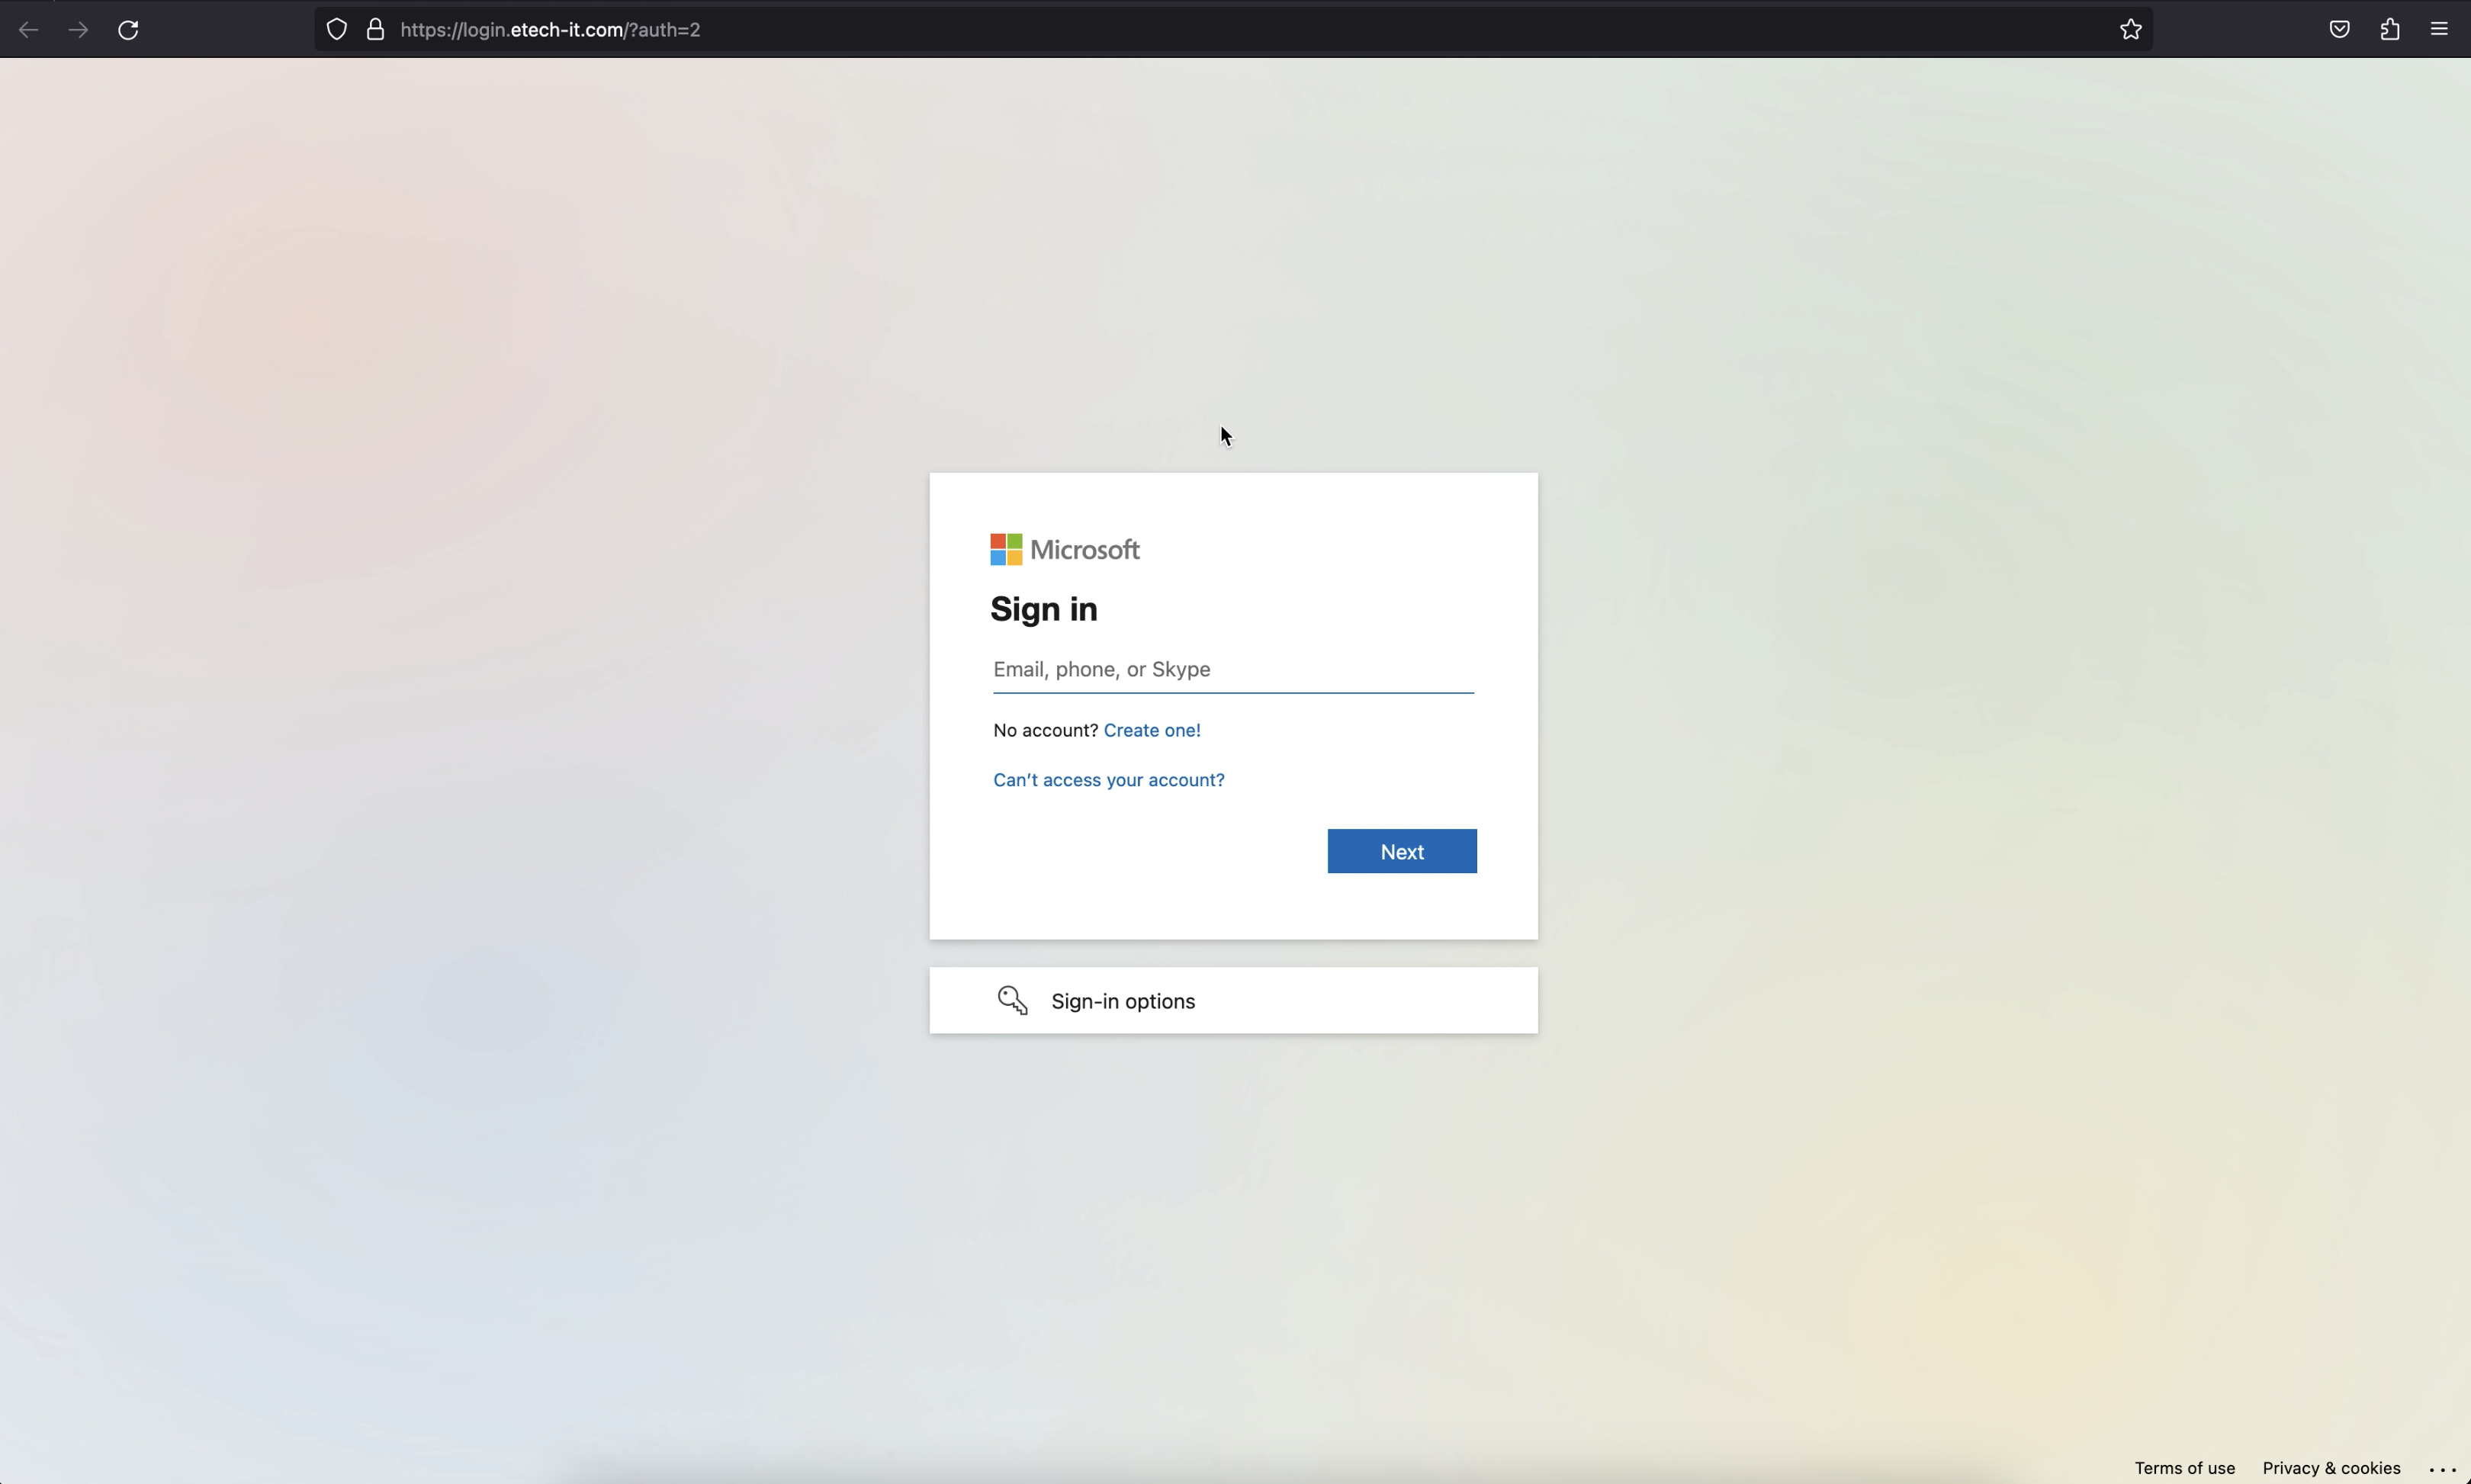 https://login.etech-it.com/?auth=2
Microsoft
Sign in
Email, phone, or Skype
No account? Create one!
Can't access your account?
Next
Sign-in options
Terms of use Privacy & cookies ...